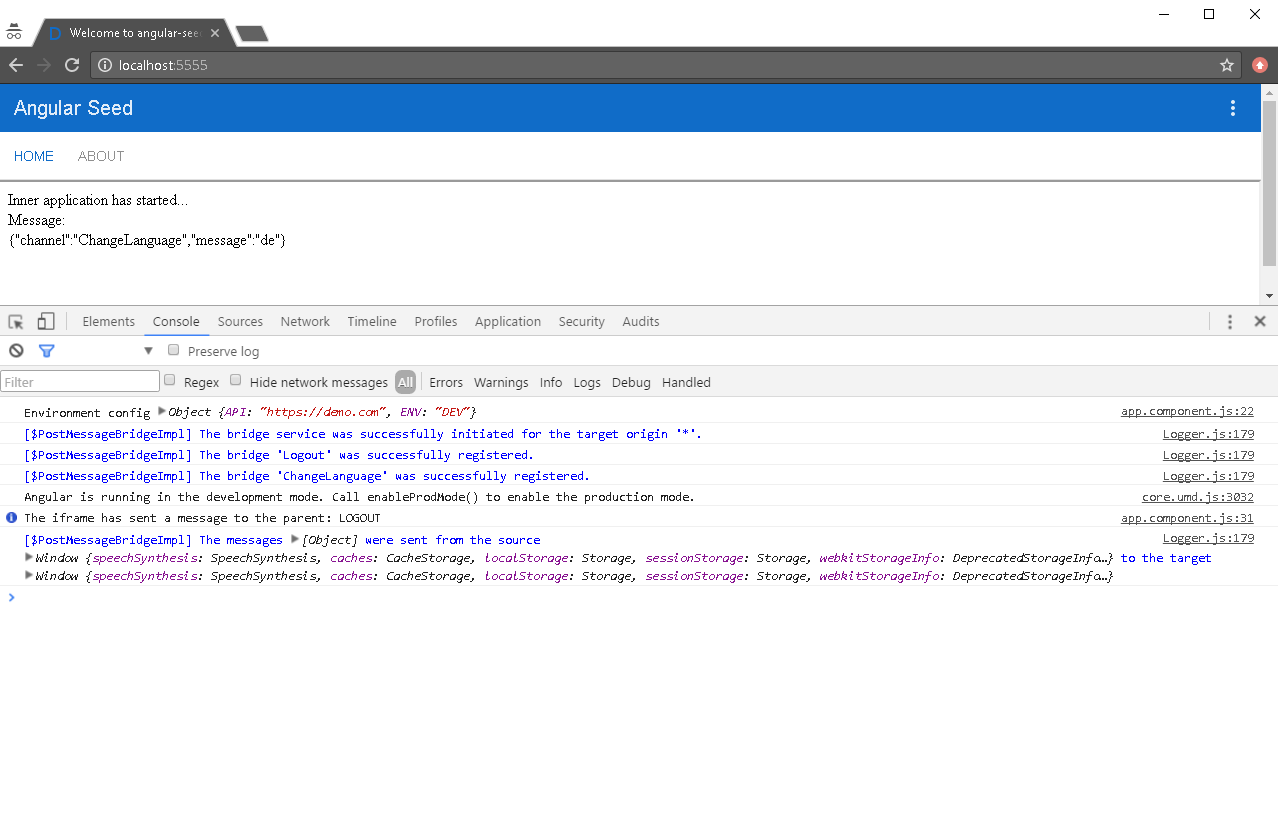 Welcome to angular-see
localhost:5555
Angular Seed
HOME ABOUT
Inner application has started...
Message:
{"channel":"ChangeLanguage","message":"de"}
Elements Console Sources Network Timeline Profiles Application Security Audits
Preserve log
Filter Regex Hide network messages All Errors Warnings Info Logs Debug Handled
Environment config Object {API: "https://demo.com", ENV: "DEV"} app.component.js:22
[$PostMessageBridgeImpl] The bridge service was successfully initiated for the target origin '*'. Logger.js:179
[$PostMessageBridgeImpl] The bridge 'Logout' was successfully registered. Logger.js:179
[$PostMessageBridgeImpl] The bridge 'ChangeLanguage' was successfully registered. Logger.js:179
Angular is running in the development mode. Call enableProdMode() to enable the production mode. core.umd.js:3032
The iframe has sent a message to the parent: LOGOUT app.component.js:31
[$PostMessageBridgeImpl] The messages [Object] were sent from the source Logger.js:179
Window {speechSynthesis: SpeechSynthesis, caches: CacheStorage, localStorage: Storage, sessionStorage: Storage, webkitStorageInfo: DeprecatedStorageInfo…} to the target
Window {speechSynthesis: SpeechSynthesis, caches: CacheStorage, localStorage: Storage, sessionStorage: Storage, webkitStorageInfo: DeprecatedStorageInfo…}